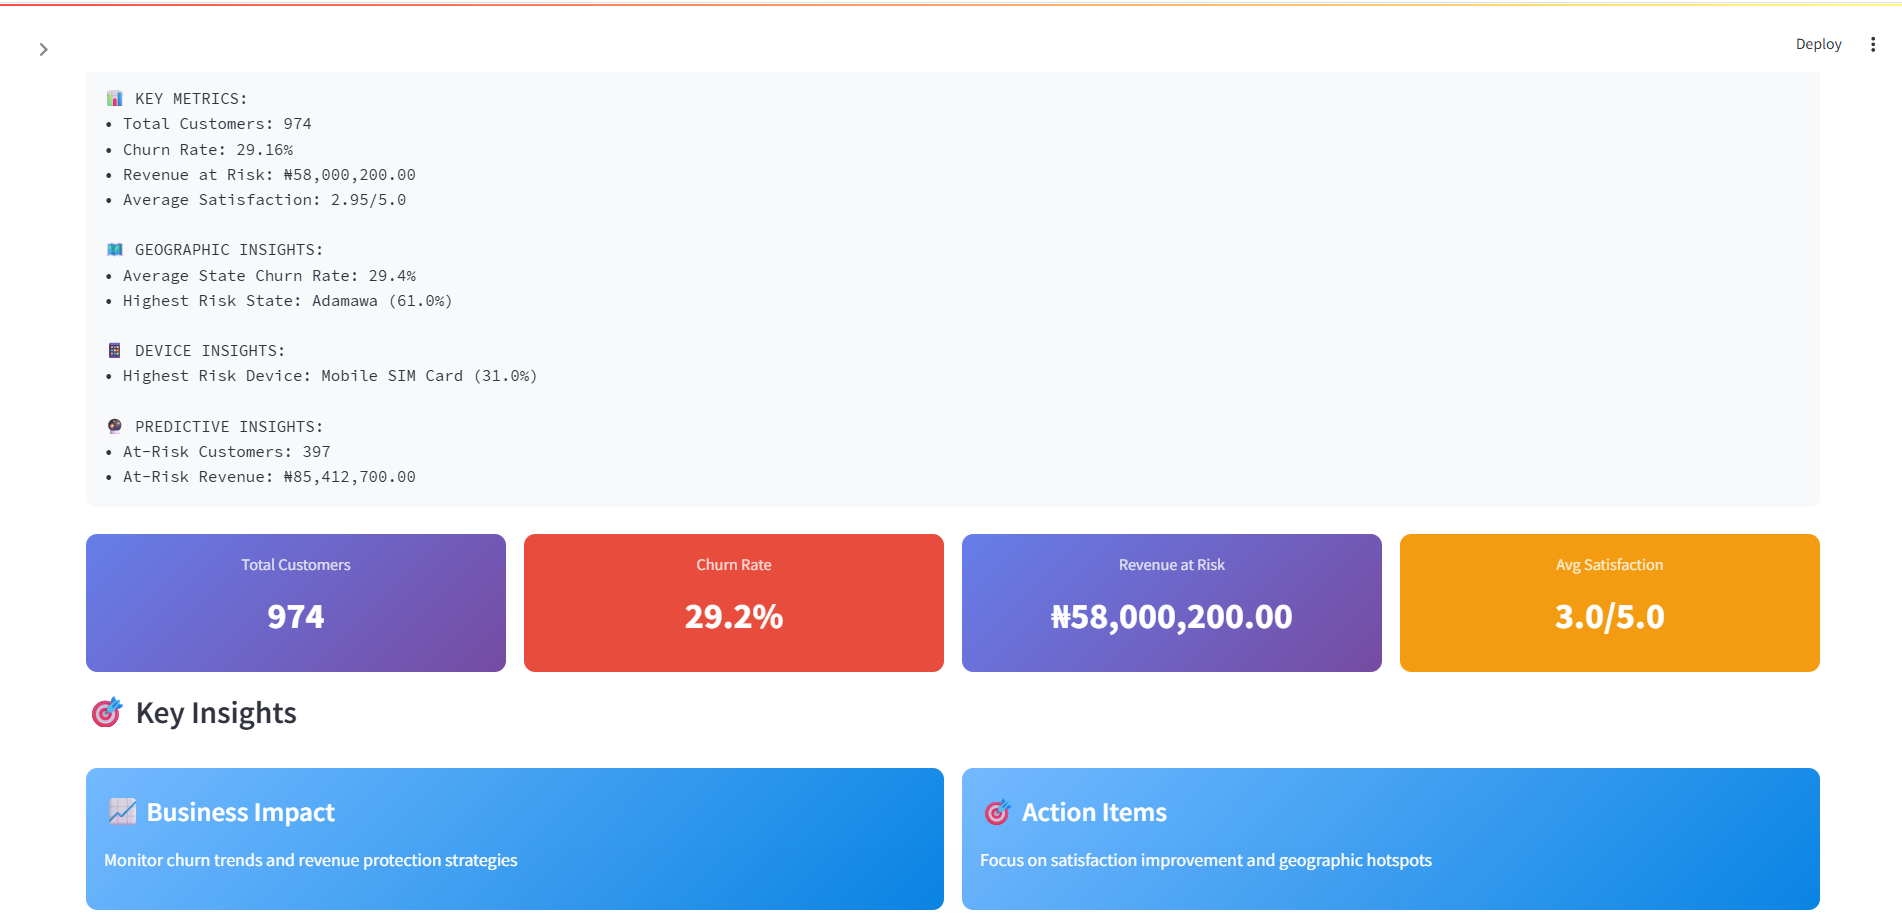 Deploy
📊 KEY METRICS:
• Total Customers: 974
• Churn Rate: 29.16%
• Revenue at Risk: ₦58,000,200.00
• Average Satisfaction: 2.95/5.0
🗺️ GEOGRAPHIC INSIGHTS:
• Average State Churn Rate: 29.4%
• Highest Risk State: Adamawa (61.0%)
📱 DEVICE INSIGHTS:
• Highest Risk Device: Mobile SIM Card (31.0%)
🔮 PREDICTIVE INSIGHTS:
• At-Risk Customers: 397
• At-Risk Revenue: ₦85,412,700.00
Total Customers
974
Churn Rate
29.2%
Revenue at Risk
₦58,000,200.00
Avg Satisfaction
3.0/5.0
🎯 Key Insights
📈 Business Impact
Monitor churn trends and revenue protection strategies
🎯 Action Items
Focus on satisfaction improvement and geographic hotspots